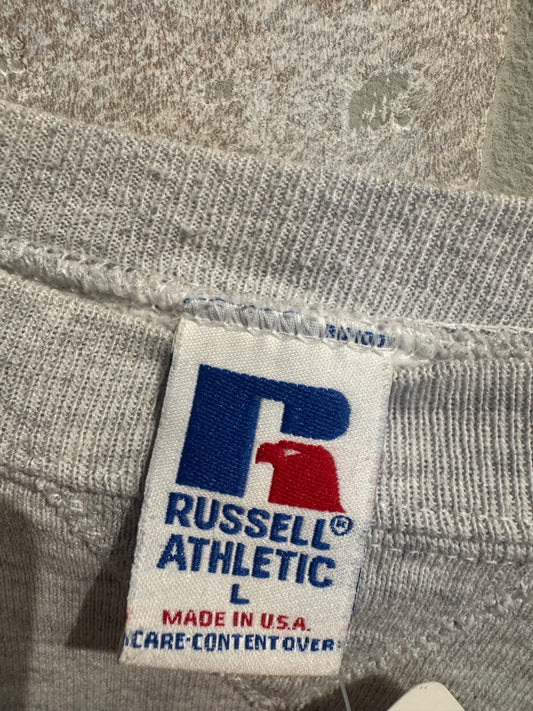 RUSSELL®
ATHLETIC
L
MADE IN U.S.A.
CARE-CONTENT OVER